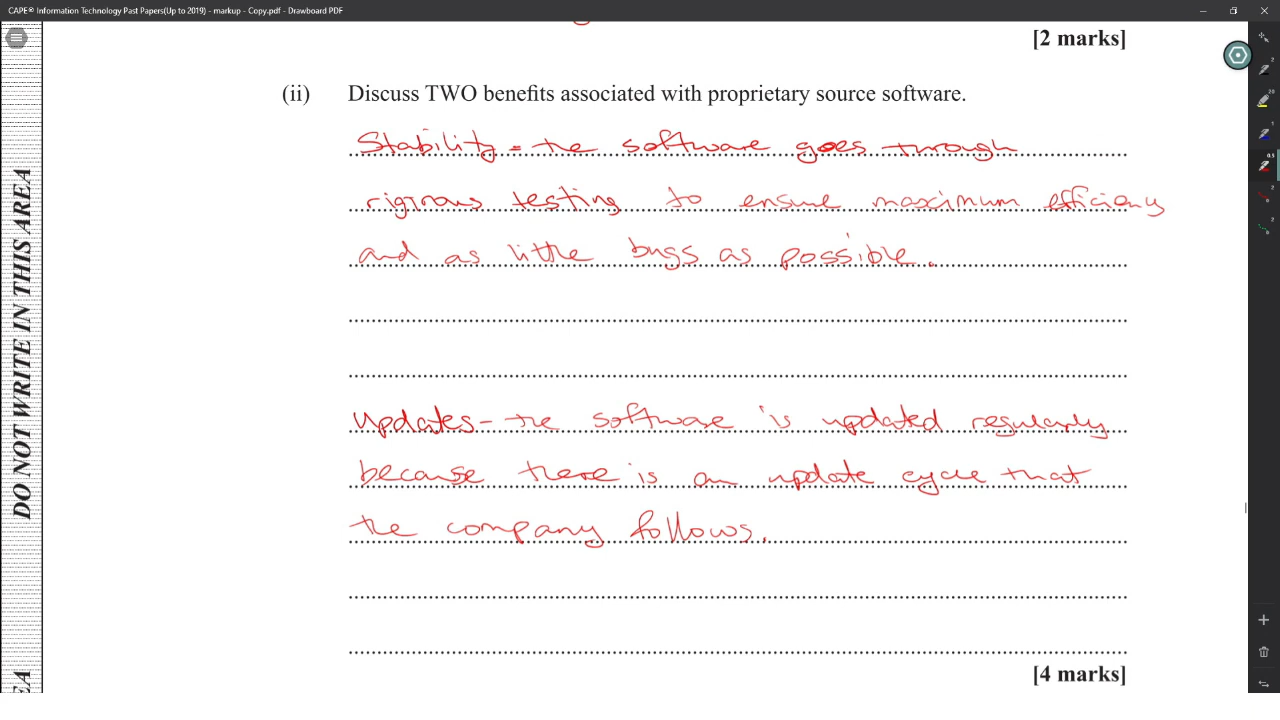 CAPE® Information Technology Past Papers(Up to 2019) - markup - Copy.pdf - Drawboard PDF
[2 marks]
(ii) Discuss TWO benefits associated with proprietary source software.
Stability - the software goes through
rigirous testing to ensure maximum efficiency
and as little bugs as possible.
Updates - the software is updated regularly
because there is an update cycle that
the company follows.
[4 marks]
DO NOT WRITE IN THIS AREA
EA